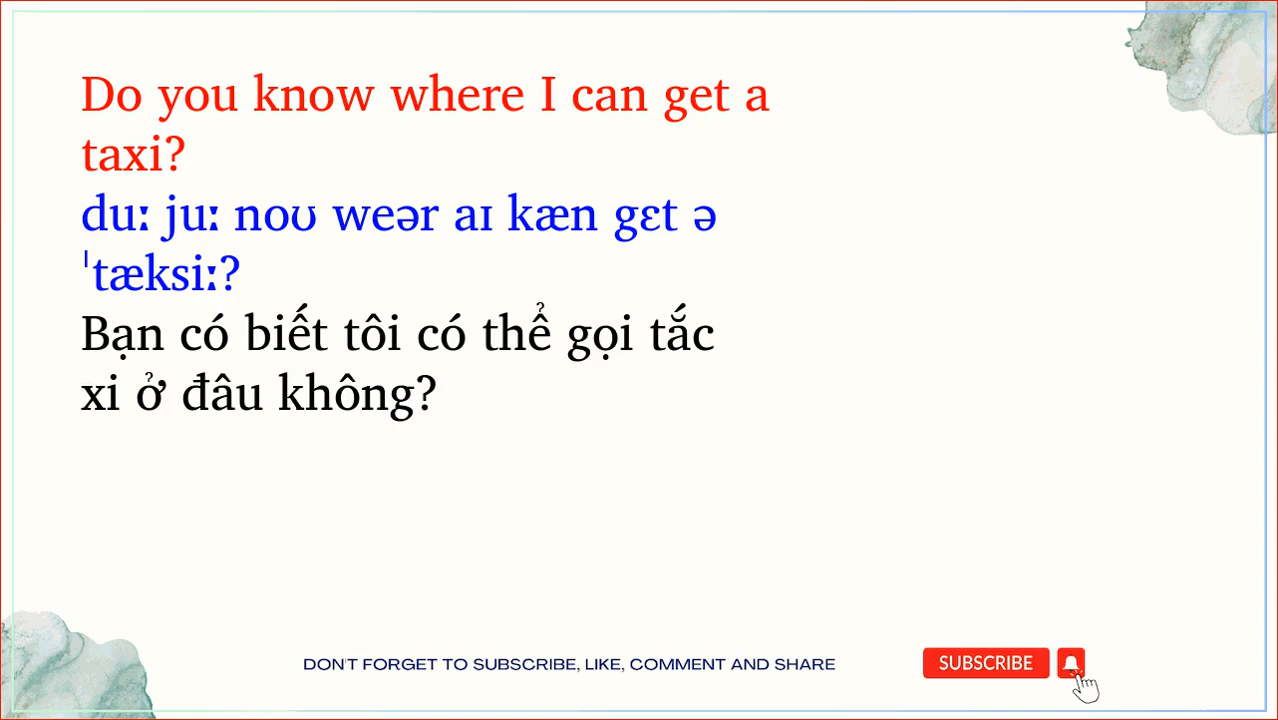 Do you know where I can get a
taxi?
duː juː noʊ weər aɪ kæn gɛt ə
ˈtæksiː?
Bạn có biết tôi có thể gọi tắc
xi ở đâu không?
DON'T FORGET TO SUBSCRIBE, LIKE, COMMENT AND SHARE
SUBSCRIBE